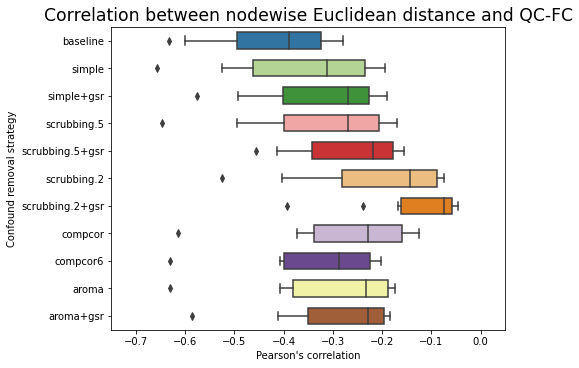 Correlation between nodewise Euclidean distance and QC-FC
baseline
simple
simple+gsr
scrubbing.5
scrubbing.5+gsr
scrubbing.2
scrubbing.2+gsr
compcor
compcor6
aroma
aroma+gsr
Confound removal strategy
−0.7 −0.6 −0.5 −0.4 −0.3 −0.2 −0.1 0.0
Pearson's correlation